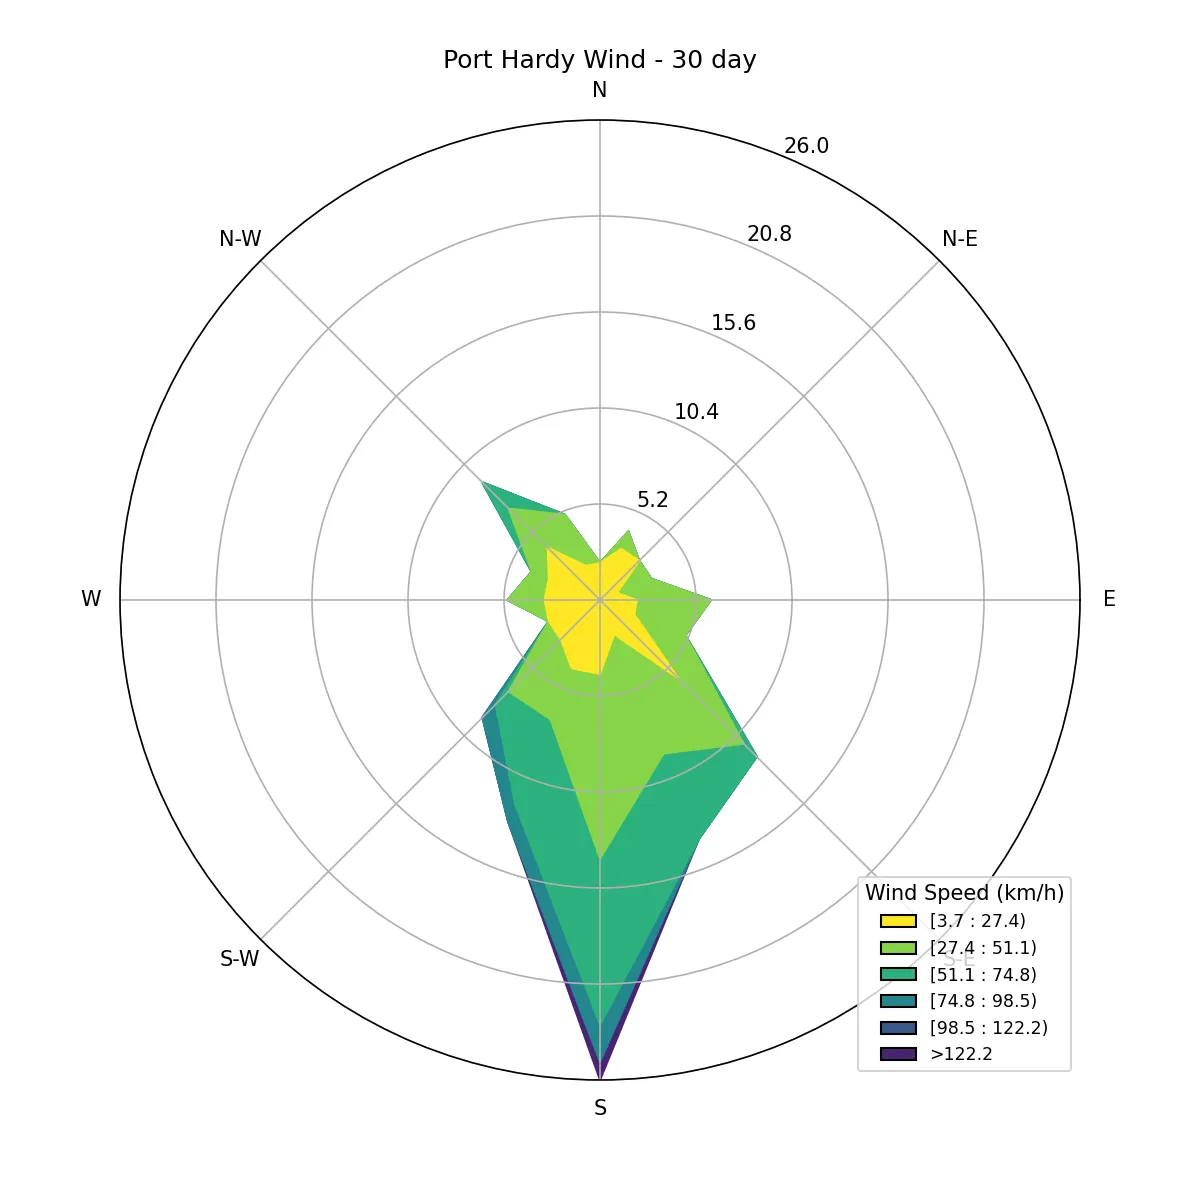 Port Hardy Wind - 30 day
N
26.0
N-W
N-E
20.8
15.6
10.4
5.2
W
E
S-W
S-E
Wind Speed (km/h)
[3.7 : 27.4)
[27.4 : 51.1)
[51.1 : 74.8)
[74.8 : 98.5)
[98.5 : 122.2)
>122.2
S